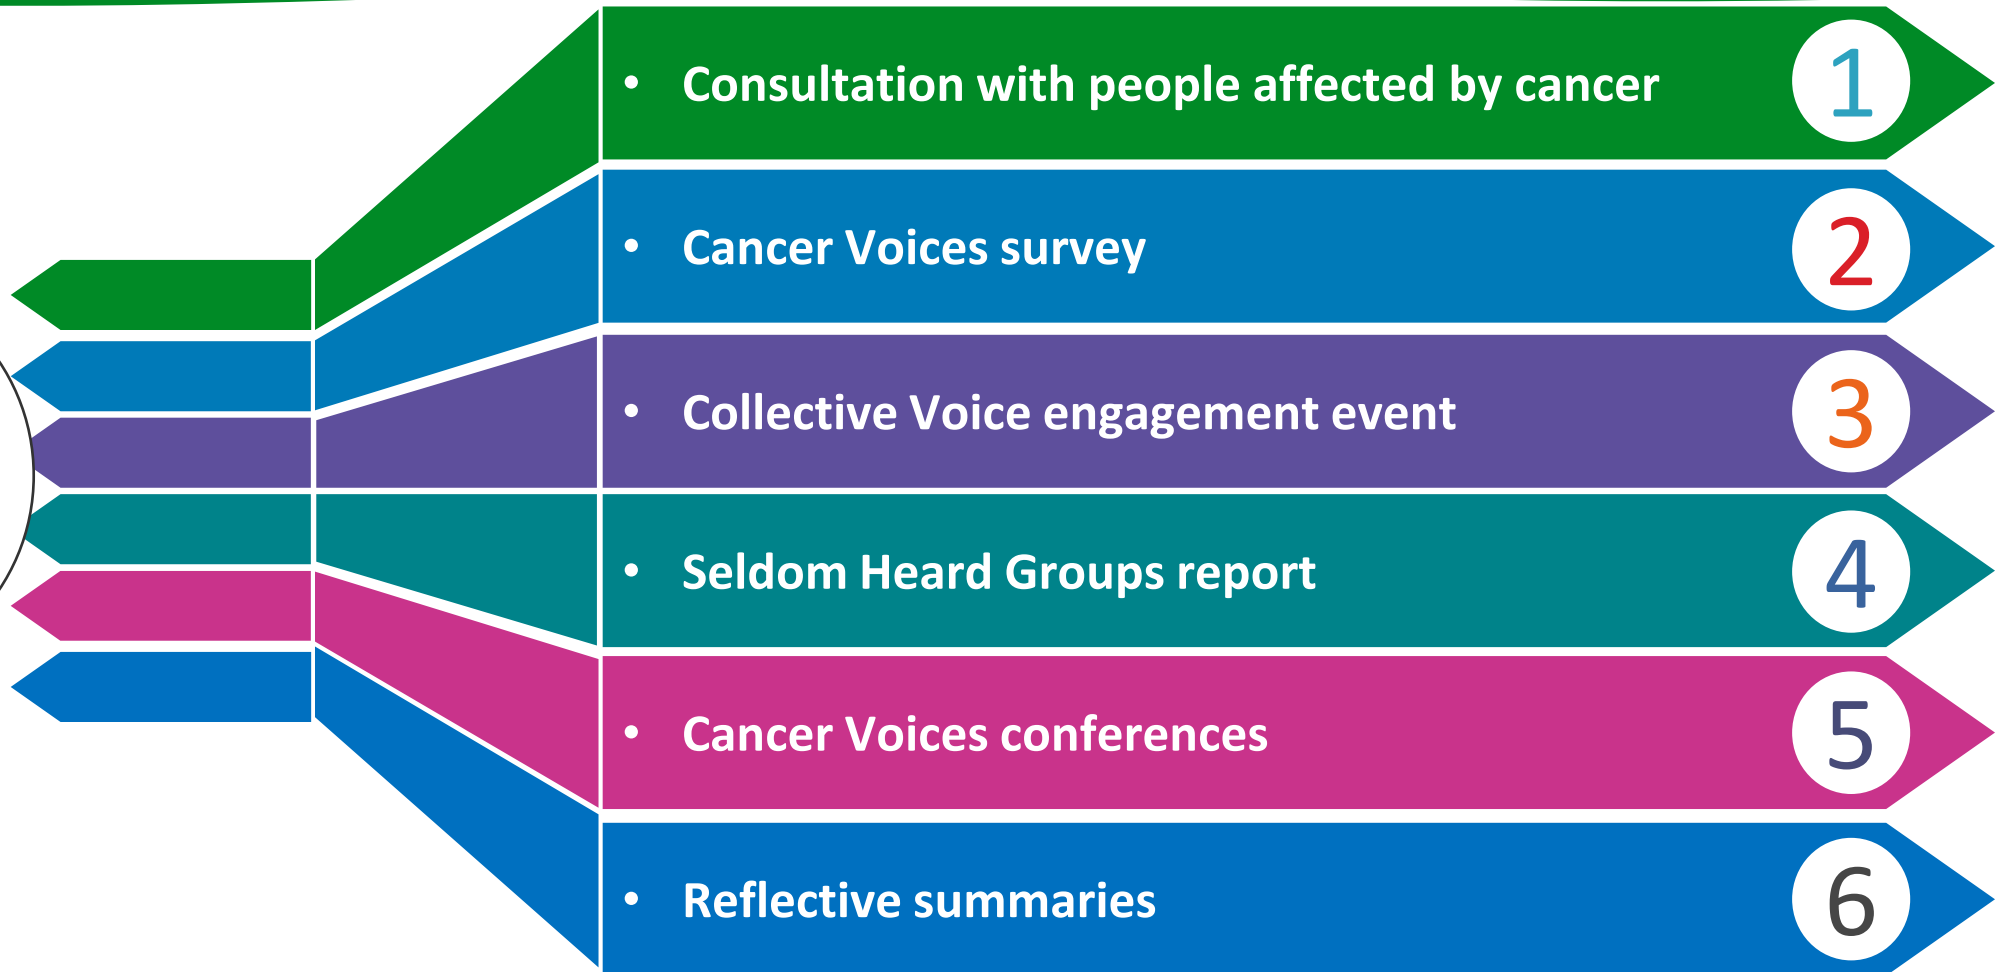 • Consultation with people affected by cancer 1
• Cancer Voices survey 2
• Collective Voice engagement event 3
• Seldom Heard Groups report 4
• Cancer Voices conferences 5
• Reflective summaries 6